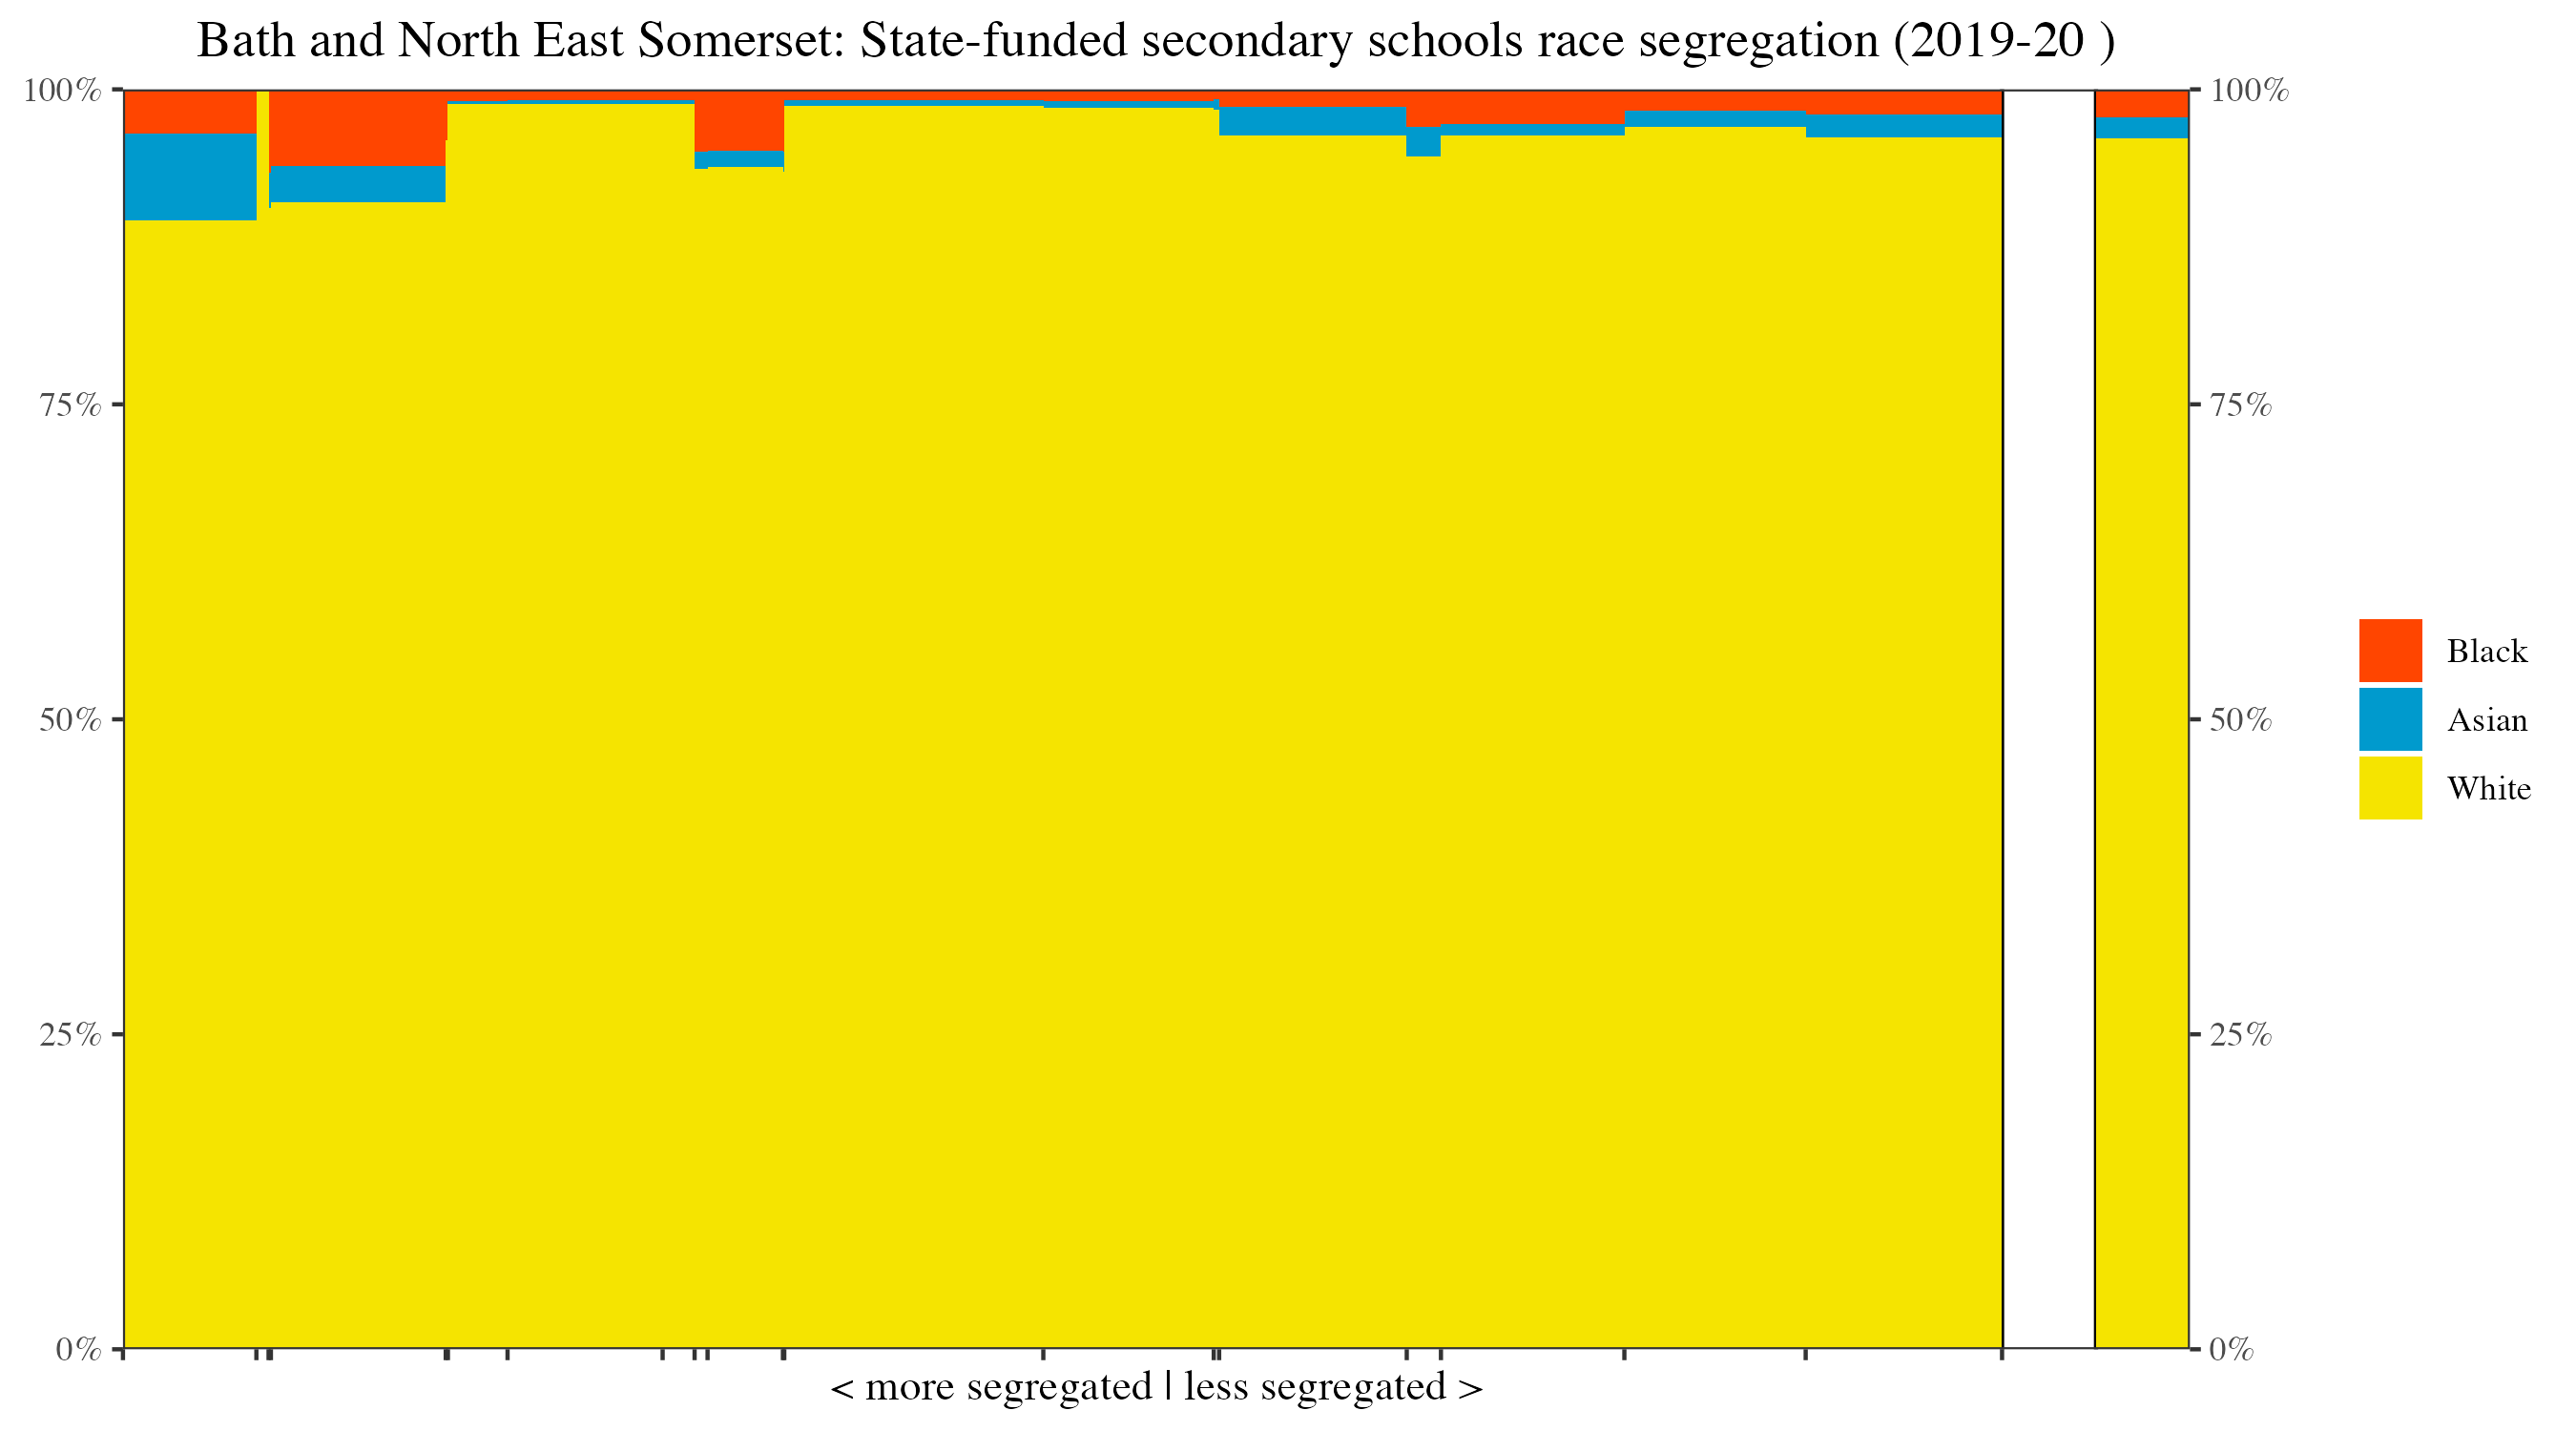 Bath and North East Somerset: State-funded secondary schools race segregation (2019-20 )
100%
75%
50%
25%
0%
100%
75%
50%
25%
0%
Black
Asian
White
< more segregated | less segregated >